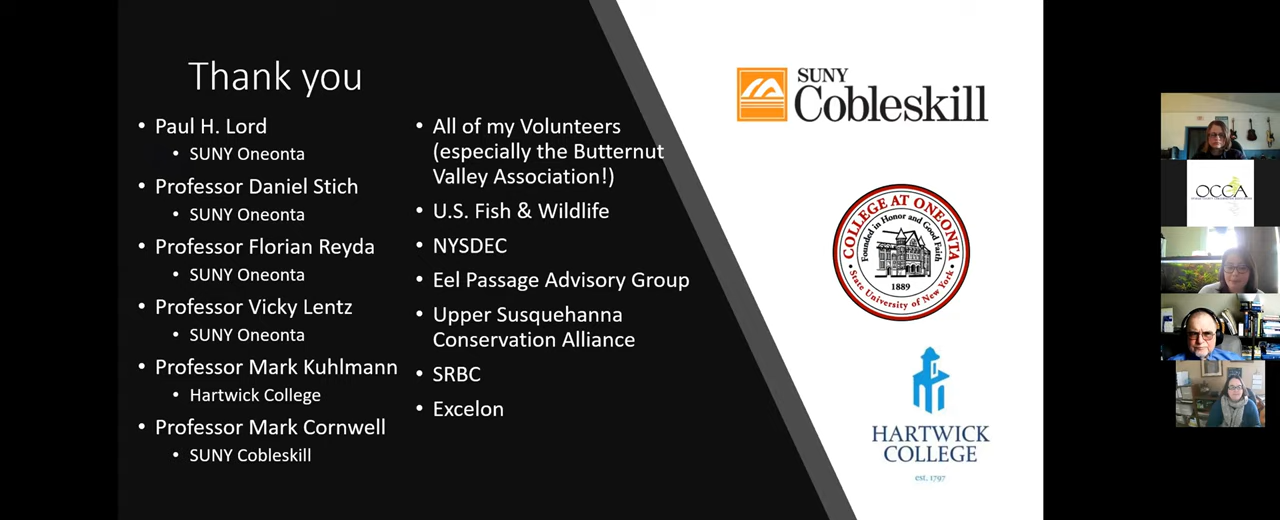 Thank you
• Paul H. Lord
• SUNY Oneonta
• Professor Daniel Stich
• SUNY Oneonta
• Professor Florian Reyda
• SUNY Oneonta
• Professor Vicky Lentz
• SUNY Oneonta
• Professor Mark Kuhlmann
• Hartwick College
• Professor Mark Cornwell
• SUNY Cobleskill
• All of my Volunteers
(especially the Butternut
Valley Association!)
• U.S. Fish & Wildlife
• NYSDEC
• Eel Passage Advisory Group
• Upper Susquehanna
Conservation Alliance
• SRBC
• Excelon
SUNY
Cobleskill
COLLEGE AT ONEONTA
Founded in Honor and Good Faith
1889
State University of New York
HARTWICK
COLLEGE
est. 1797
OCCA